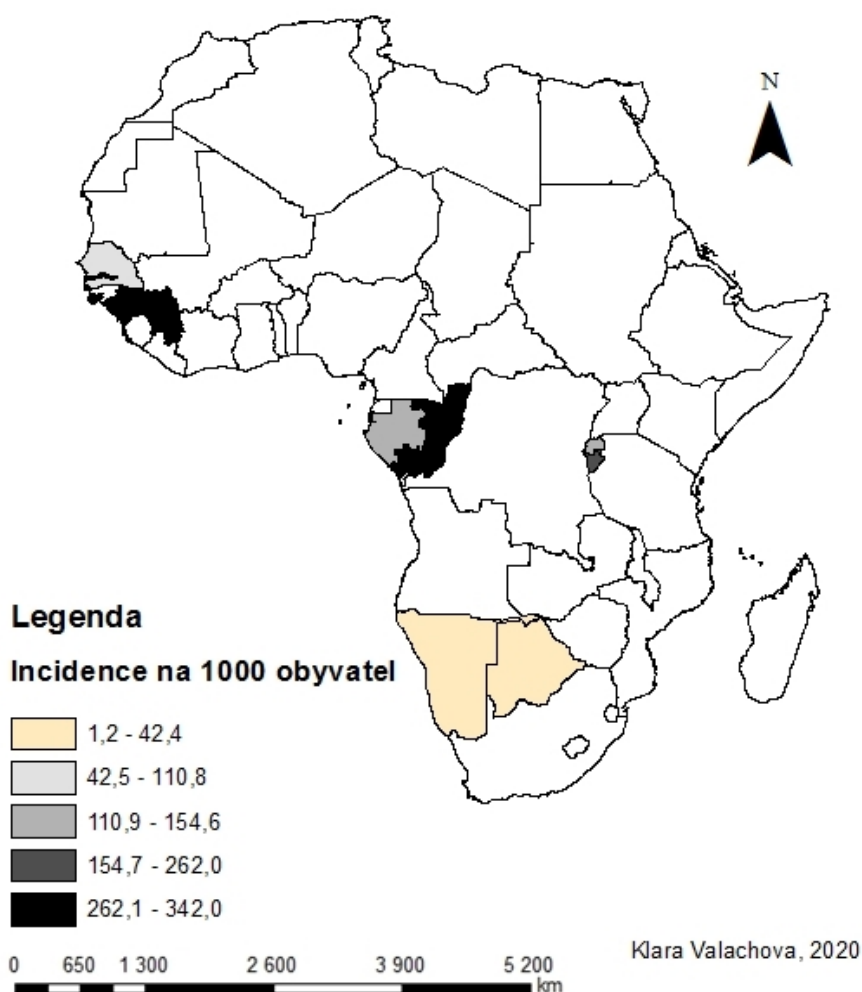 N
Legenda
Incidence na 1000 obyvatel
1,2 - 42,4
42,5 - 110,8
110,9 - 154,6
154,7 - 262,0
262,1 - 342,0
Klara Valachova, 2020
0 650 1 300 2 600 3 900 5 200
km